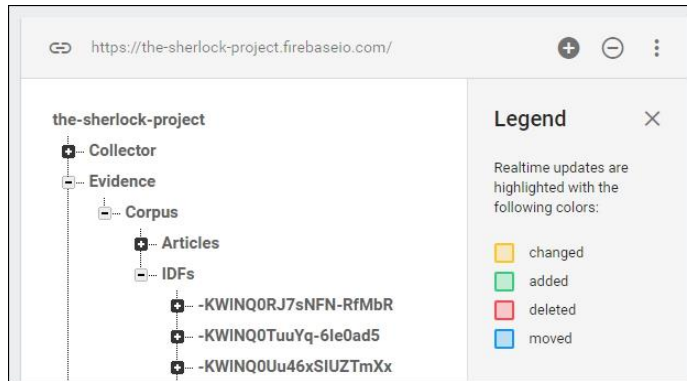 https://the-sherlock-project.firebaseio.com/
the-sherlock-project
Collector
Evidence
Corpus
Articles
IDFs
-KWINQ0RJ7sNFN-RfMbR
-KWINQ0TuuYq-6Ie0ad5
-KWINQ0Uu46xSIUZTmXx
Legend
Realtime updates are
highlighted with the
following colors:
changed
added
deleted
moved